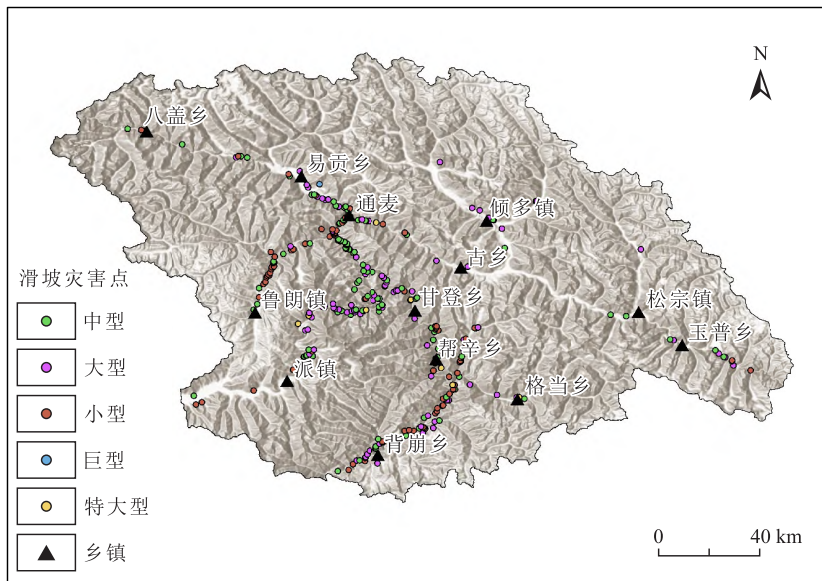 N
八盖乡
易贡乡
通麦
倾多镇
古乡
滑坡灾害点
鲁朗镇
甘登乡
松宗镇
中型
玉普乡
帮辛乡
大型
派镇
格当乡
小型
背崩乡
巨型
特大型
乡镇
0 40 km